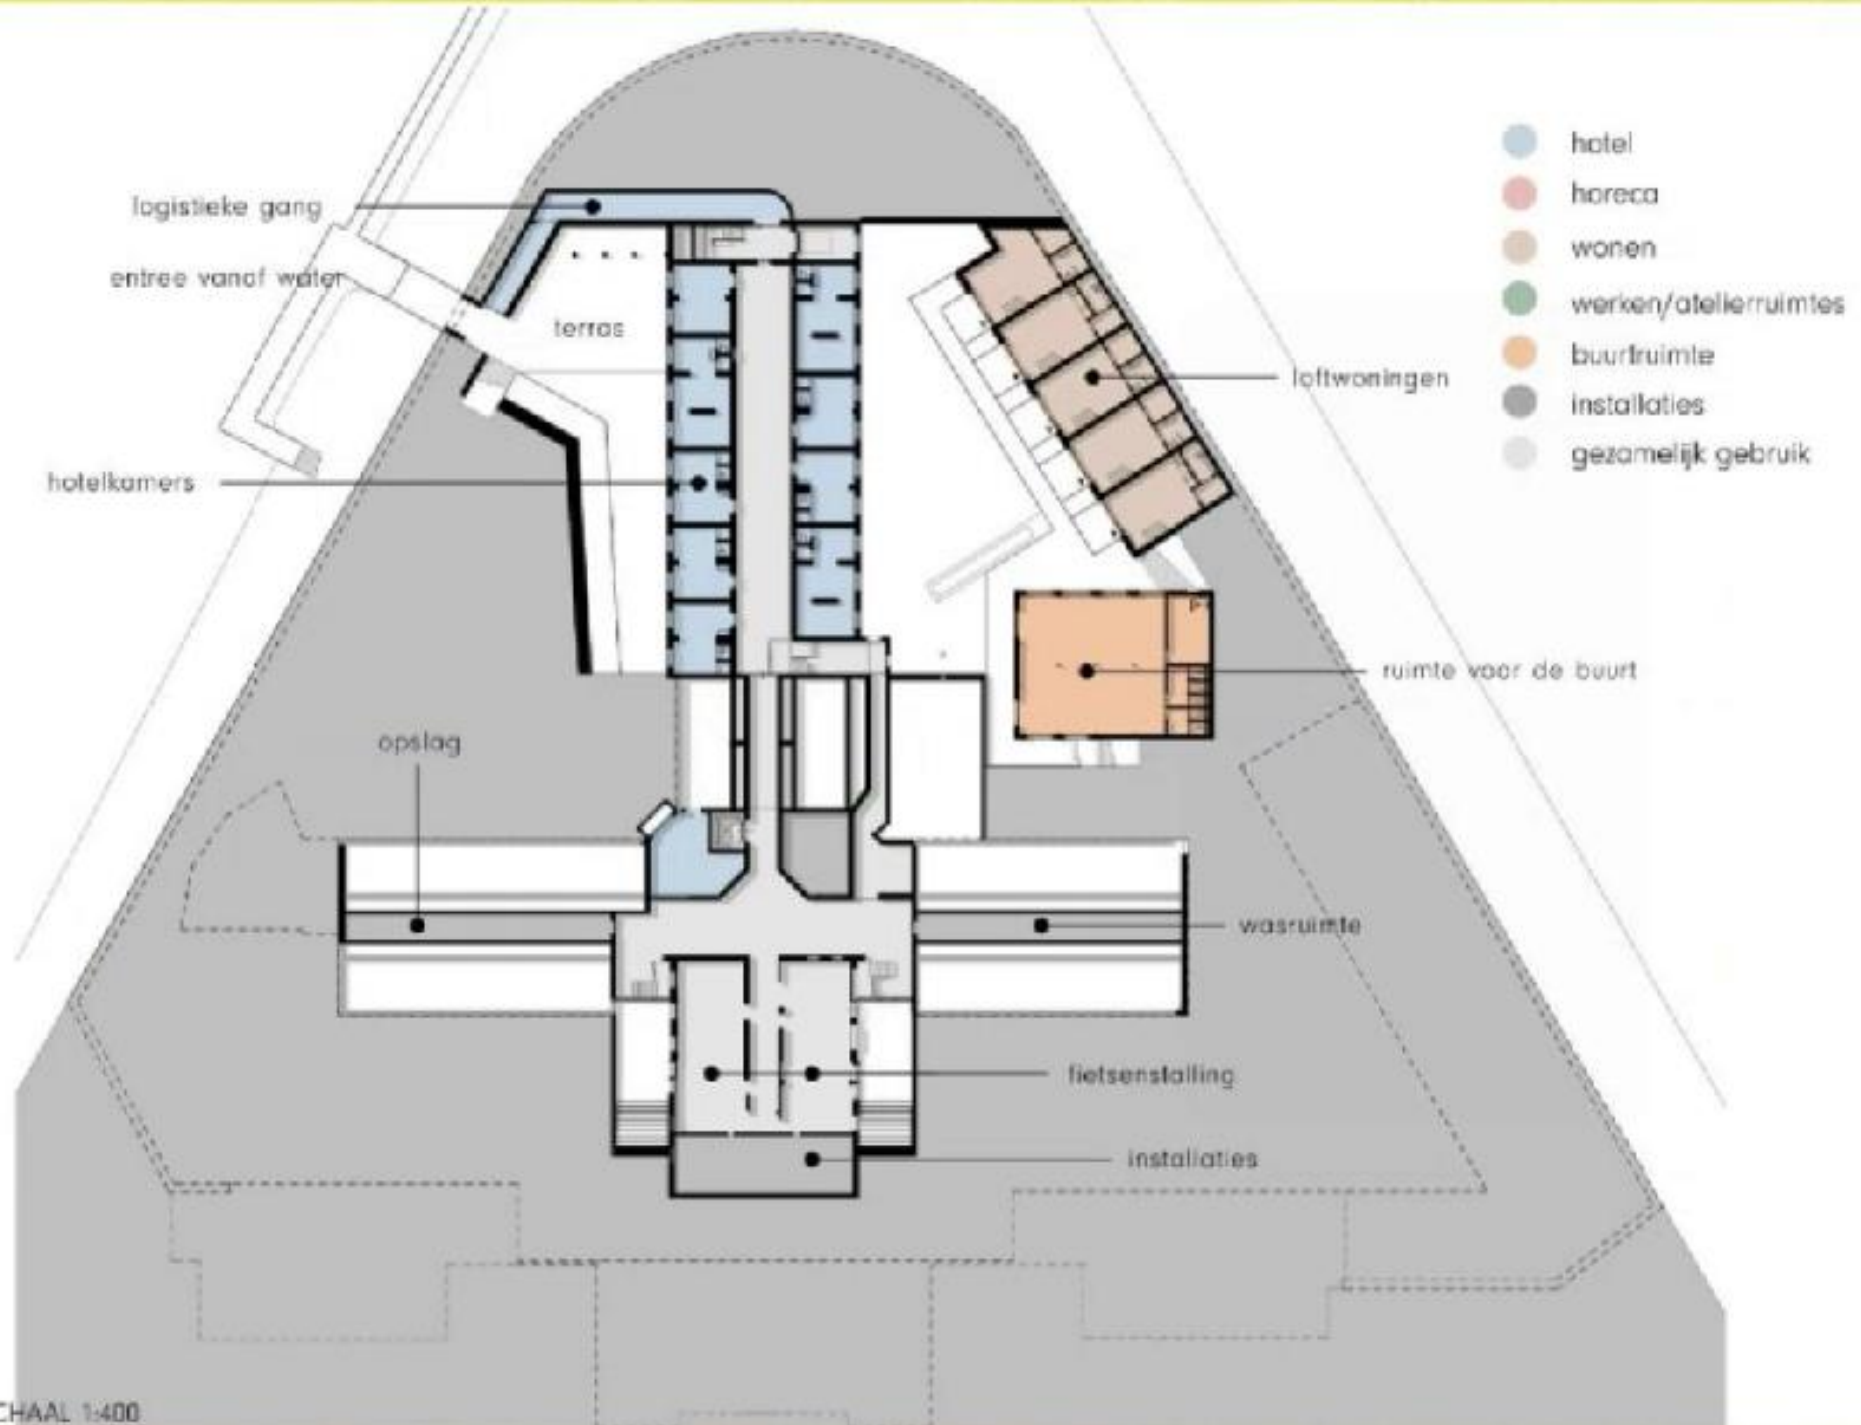 logistieke gang
entree vanaf water
terras
hotelkamers
opslag
hotel
horeca
wonen
werken/atelierruimtes
buurtruimte
installaties
gezamelijk gebruik
loftwoningen
ruimte voor de buurt
wasruimte
fietsenstalling
installaties
CHAAL 1:400